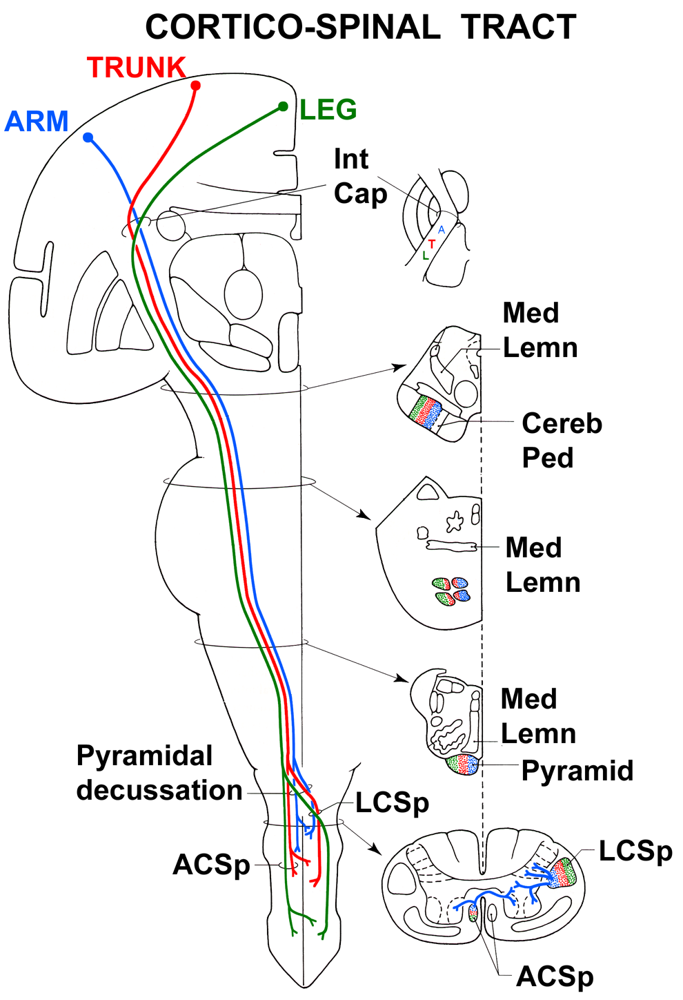 CORTICO-SPINAL TRACT
TRUNK
ARM
LEG
Int
Cap
A
T
L
Med
Lemn
Cereb
Ped
Med
Lemn
Med
Lemn
Pyramid
Pyramidal
decussation
LCSp
ACSp
LCSp
ACSp